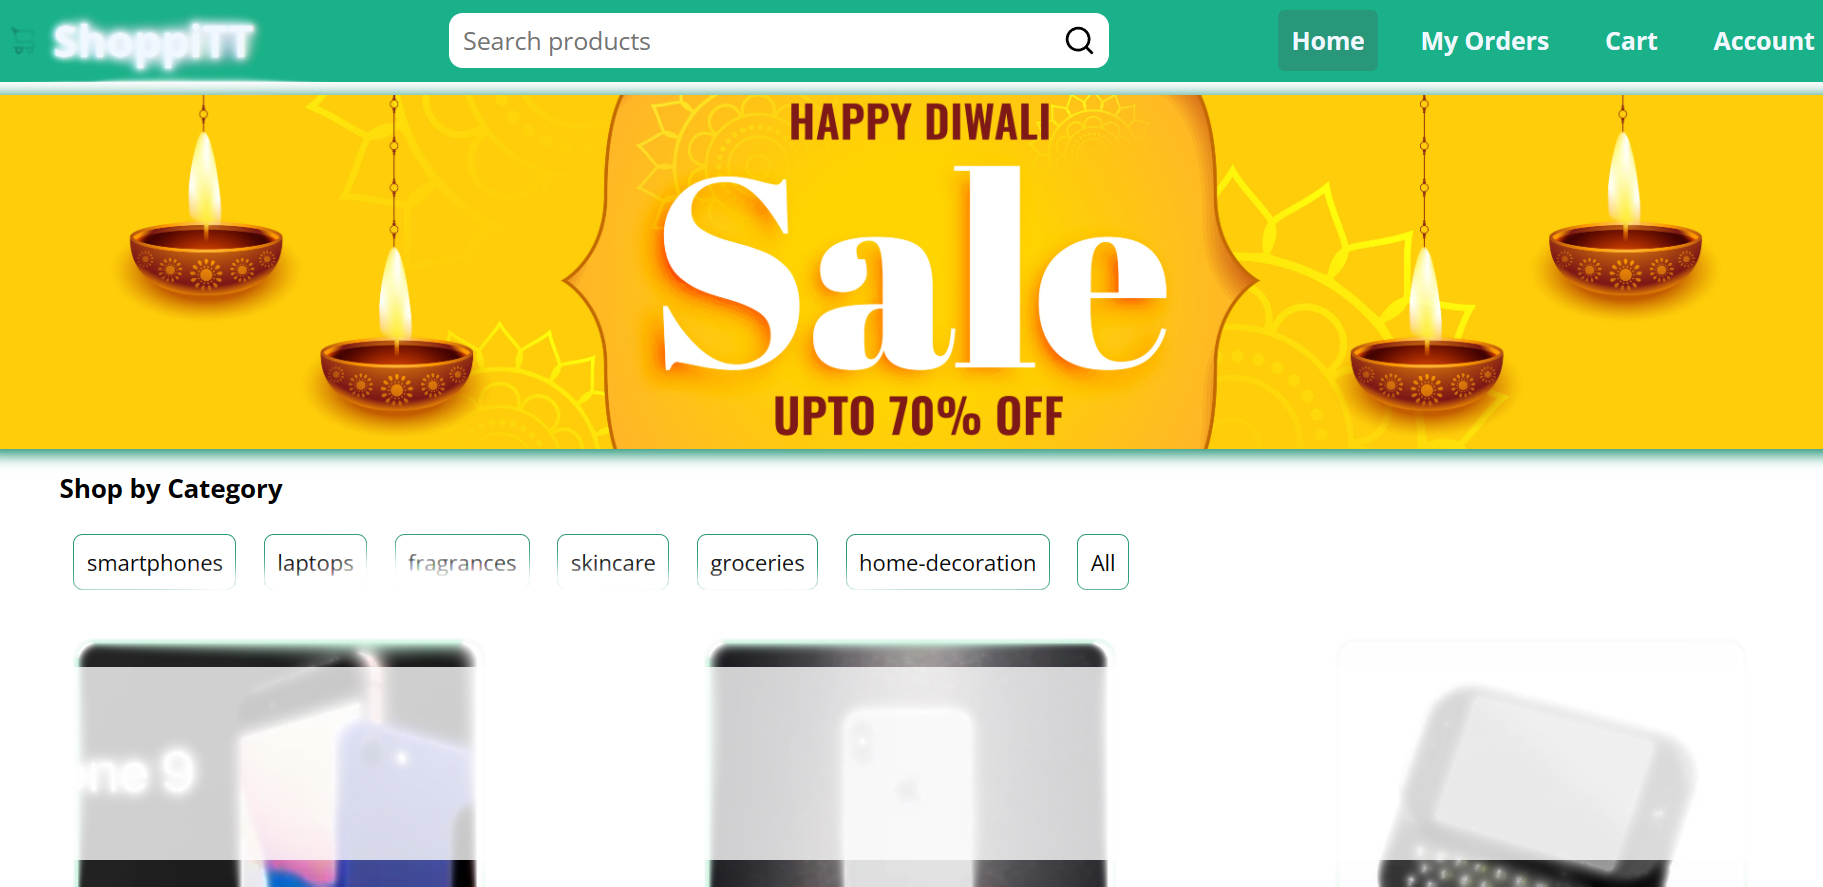 ShoppiTT
Search products
Home
My Orders
Cart
Account
HAPPY DIWALI
Sale
UPTO 70% OFF
Shop by Category
smartphones
laptops
fragrances
skincare
groceries
home-decoration
All
one 9